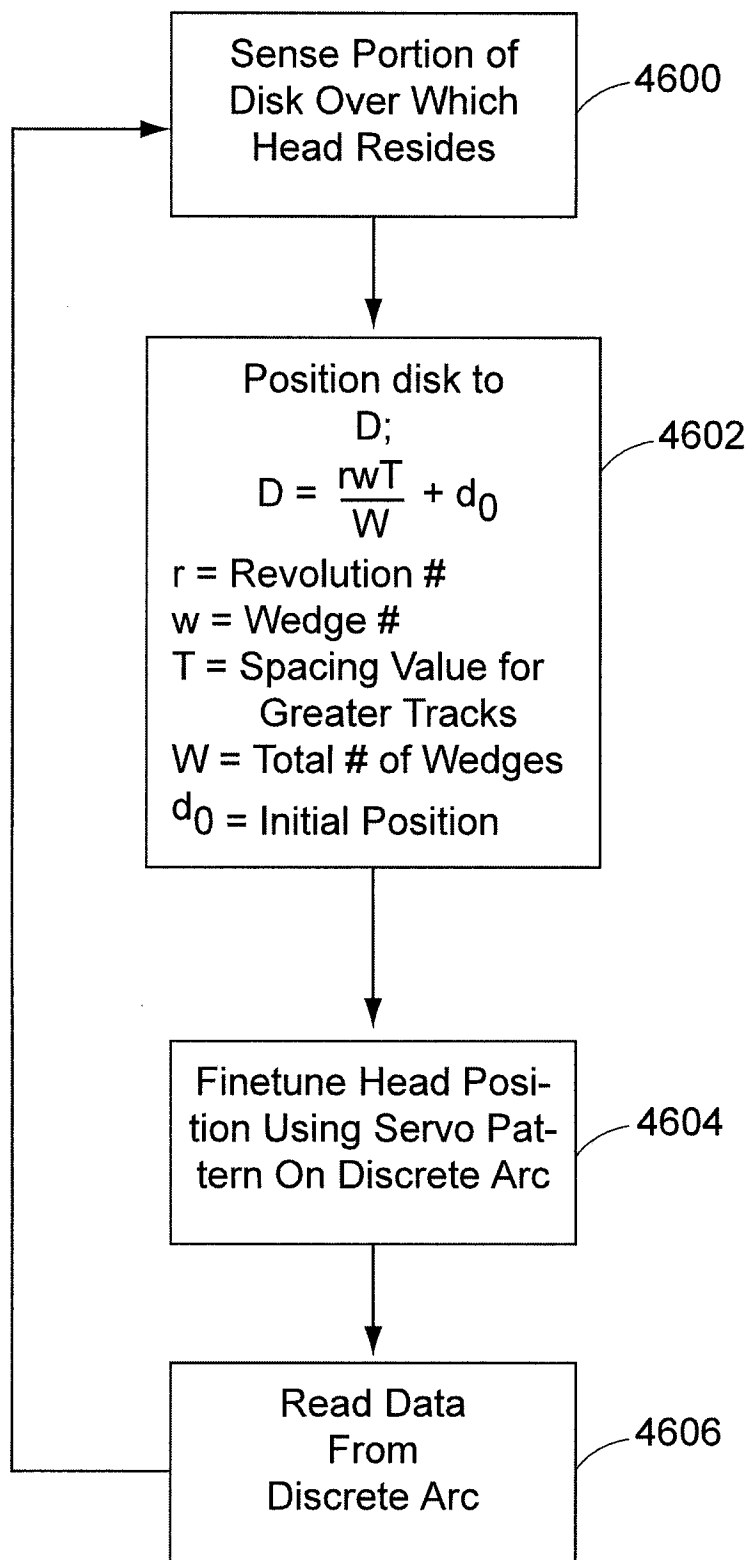 Sense Portion of
Disk Over Which
Head Resides
4600
Position disk to
D;
D = rwT/W + d0
r = Revolution #
w = Wedge #
T = Spacing Value for
Greater Tracks
W = Total # of Wedges
d0 = Initial Position
4602
Finetune Head Posi-
tion Using Servo Pat-
tern On Discrete Arc
4604
Read Data
From
Discrete Arc
4606